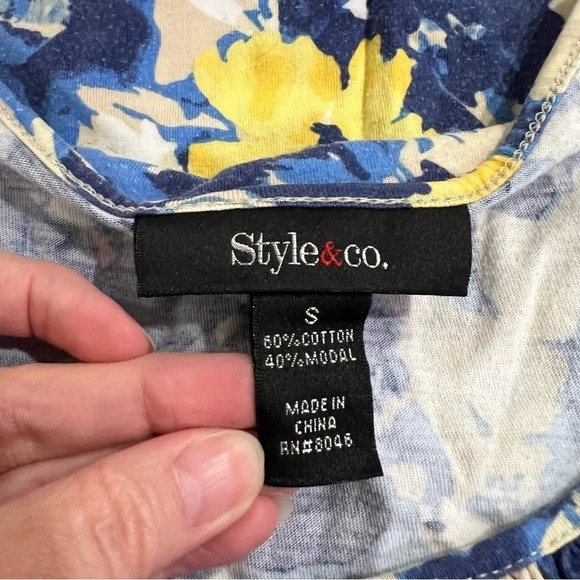 Style&co.
S
60%COTTON
40%MODAL
MADE IN
CHINA
RN#8046